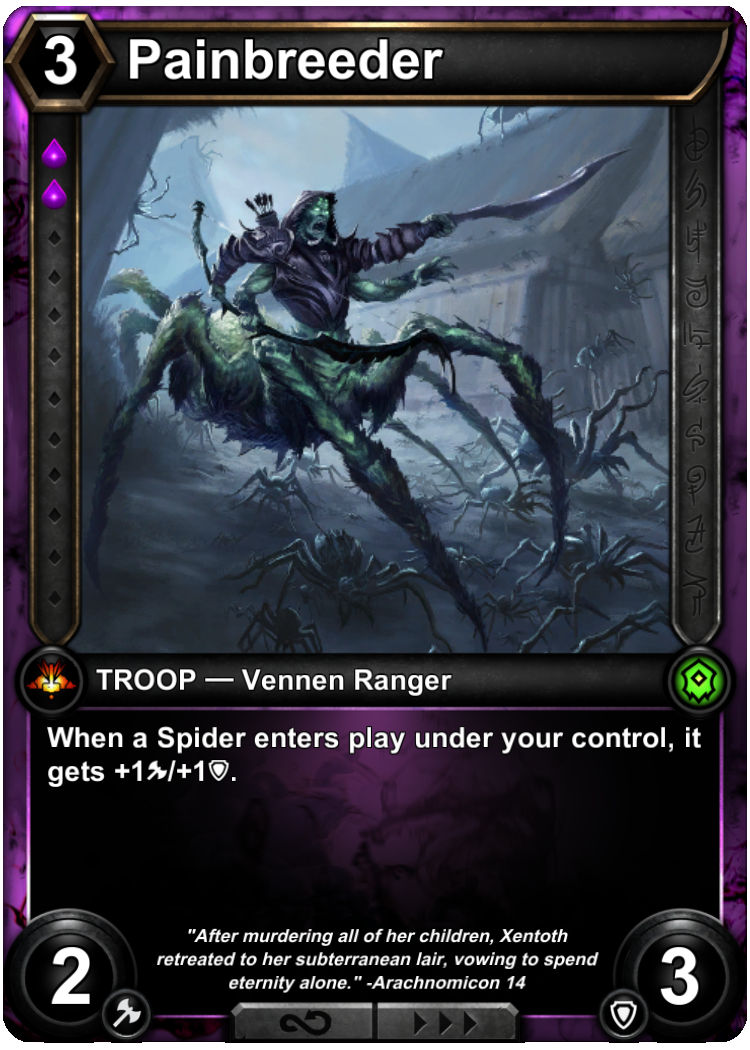 3 Painbreeder
TROOP — Vennen Ranger
When a Spider enters play under your control, it
gets +1/+1.
"After murdering all of her children, Xentoth
retreated to her subterranean lair, vowing to spend
eternity alone." -Arachnomicon 14
2
3